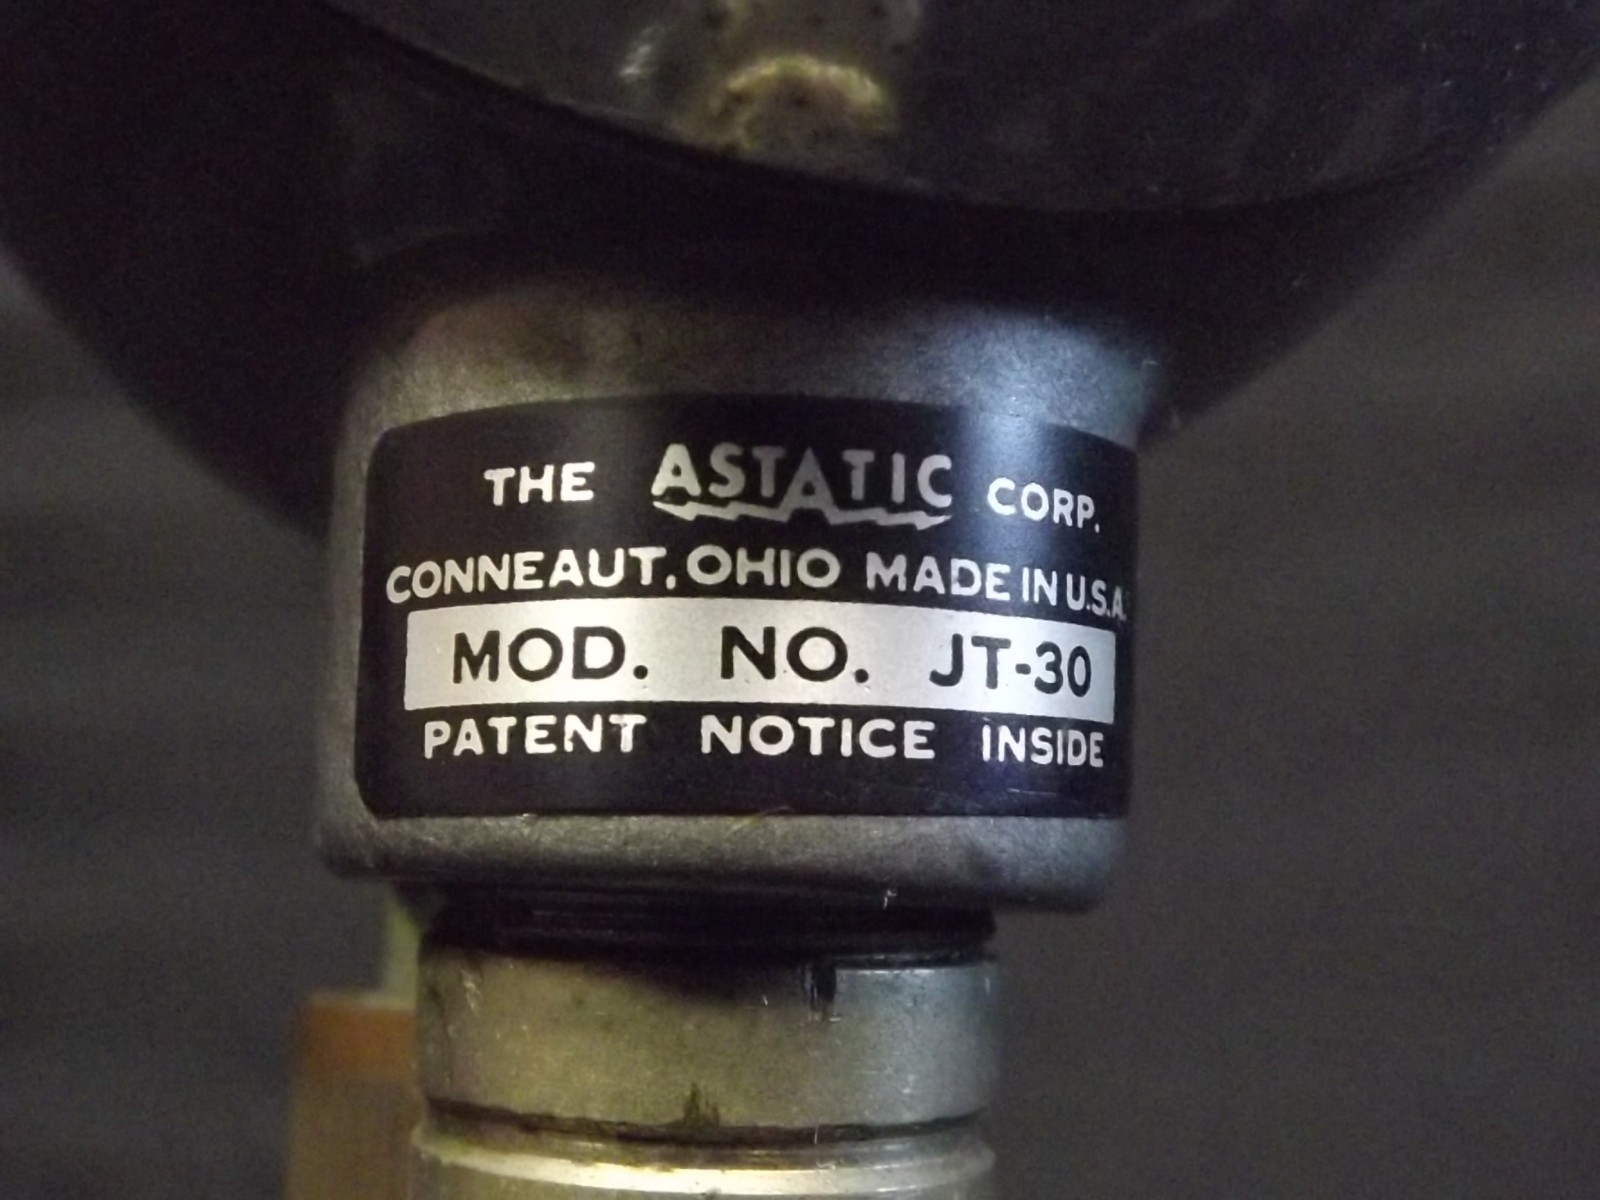 THE ASTATIC CORP.
CONNEAUT, OHIO MADE IN U.S.A.
MOD. NO. JT-30
PATENT NOTICE INSIDE